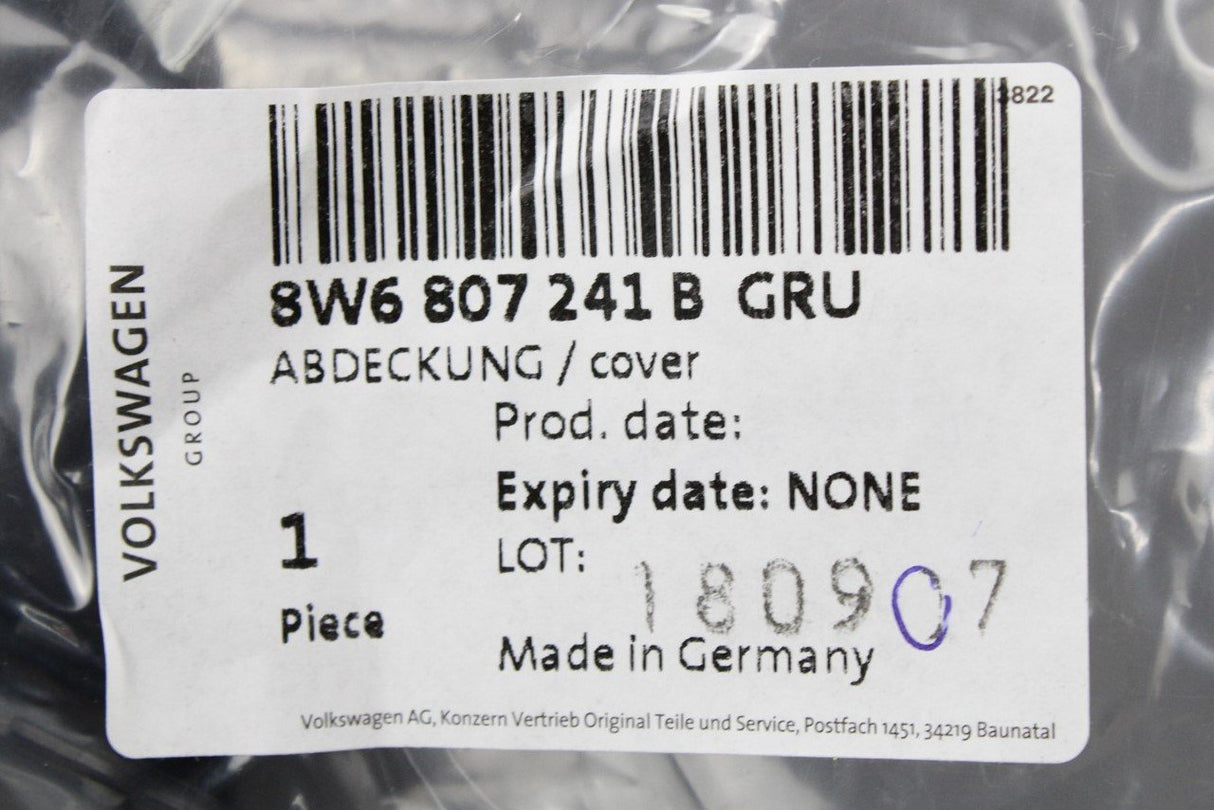 3822
8W6 807 241 B GRU
ABDECKUNG / cover
Prod. date:
Expiry date: NONE
1
LOT:
180907
Piece
Made in Germany
Volkswagen AG, Konzern Vertrieb Original Teile und Service, Postfach 1451, 34219 Baunatal
VOLKSWAGEN
GROUP